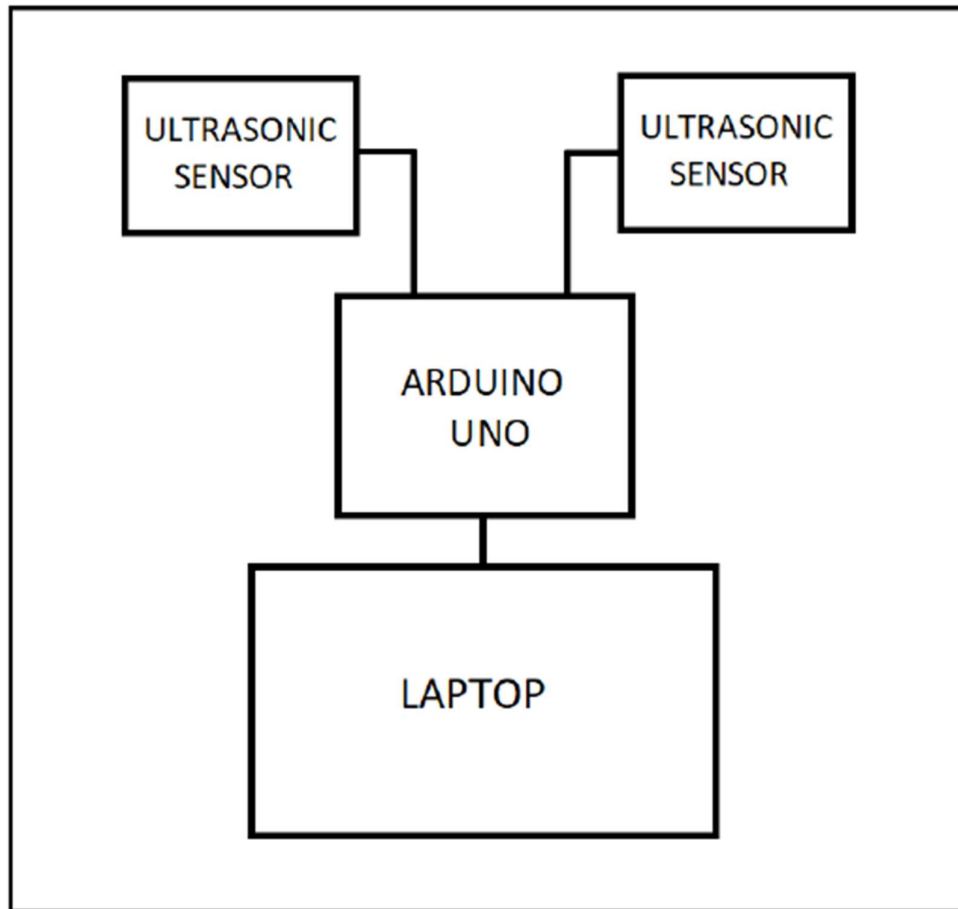 ULTRASONIC
SENSOR
ULTRASONIC
SENSOR
ARDUINO
UNO
LAPTOP